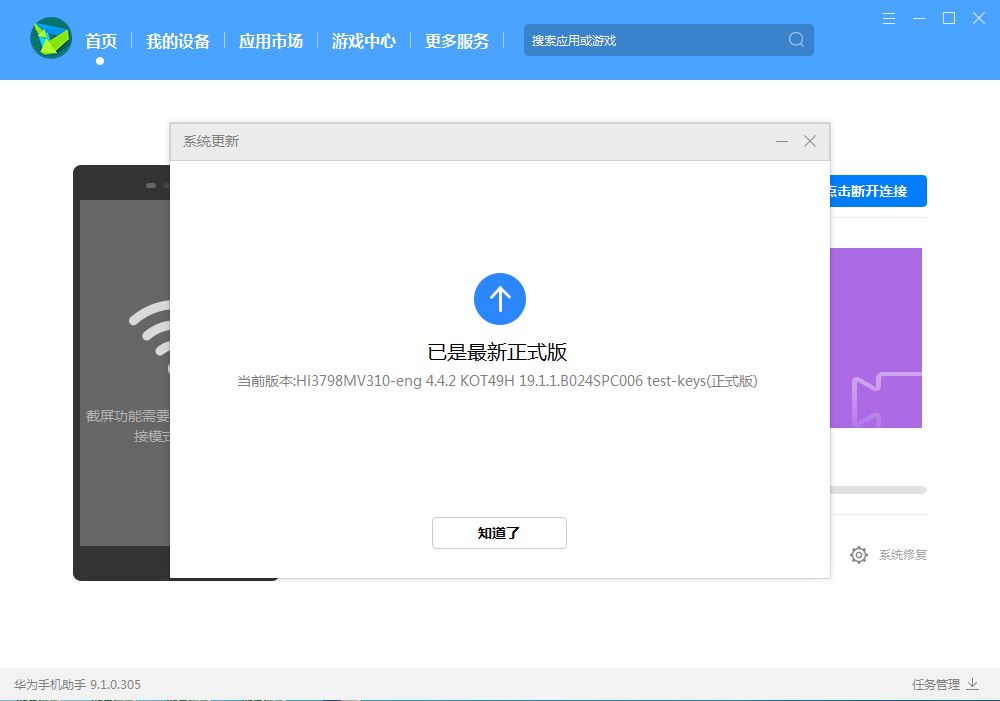 首页
我的设备
应用市场
游戏中心
更多服务
搜索应用或游戏
系统更新
点击断开连接
已是最新正式版
当前版本:Hi3798MV310-eng 4.4.2 KOT49H 19.1.1.B024SPC006 test-keys(正式版)
截屏功能需要
接模式
知道了
系统修复
华为手机助手 9.1.0.305
任务管理